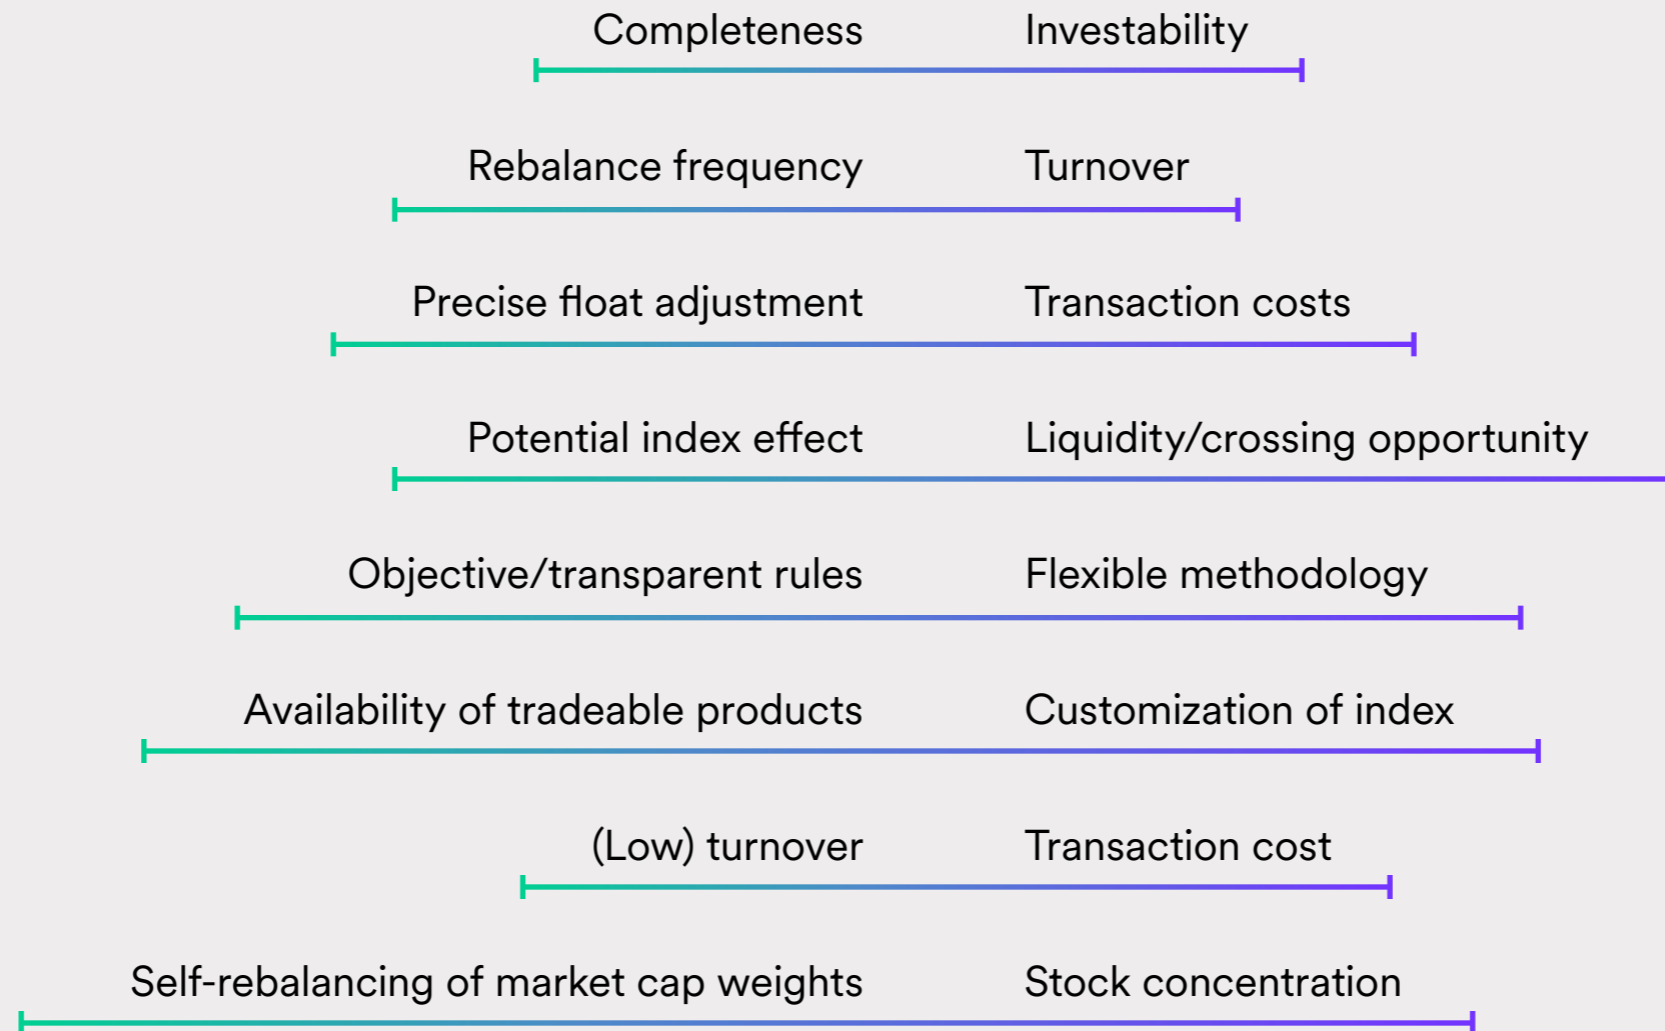 Completeness Investability
Rebalance frequency Turnover
Precise float adjustment Transaction costs
Potential index effect Liquidity/crossing opportunity
Objective/transparent rules Flexible methodology
Availability of tradeable products Customization of index
(Low) turnover Transaction cost
Self-rebalancing of market cap weights Stock concentration